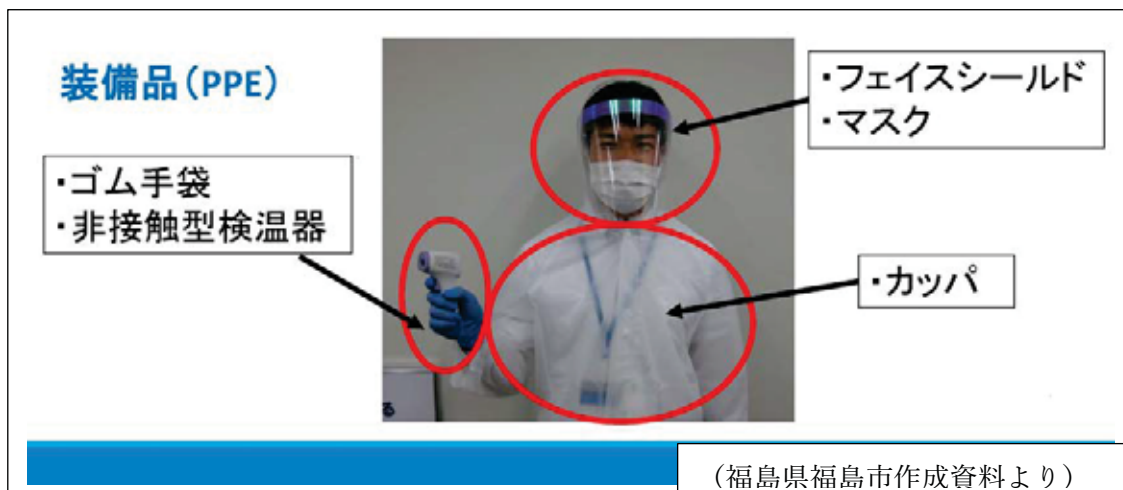 装備品(PPE)
・フェイスシールド
・マスク
・ゴム手袋
・非接触型検温器
・カッパ
る
(福島県福島市作成資料より)